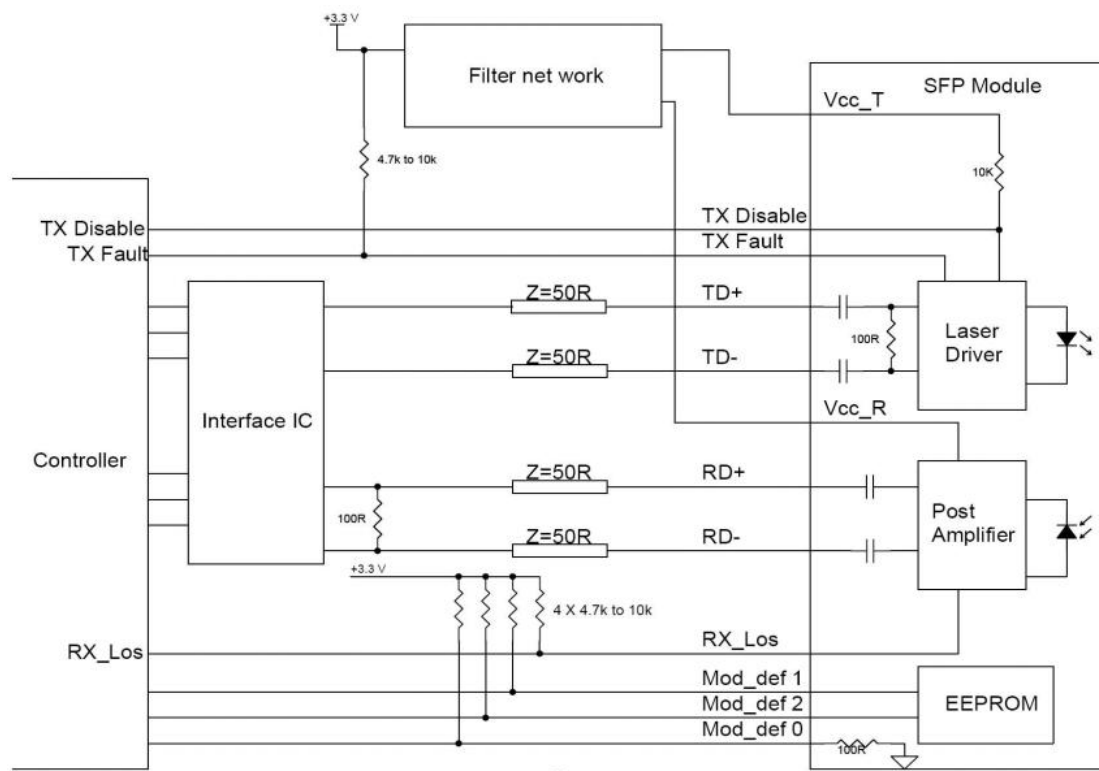 +3.3 V
Filter net work
SFP Module
Vcc_T
4.7k to 10k
10K
TX Disable
TX Disable
TX Fault
TX Fault
Z=50R
TD+
Laser
Driver
100R
Z=50R
TD-
Vcc_R
Interface IC
Controller
Z=50R
RD+
100R
Post
Amplifier
Z=50R
RD-
+3.3 V
4 X 4.7k to 10k
RX_Los
RX_Los
Mod_def 1
Mod_def 2
EEPROM
Mod_def 0
100R